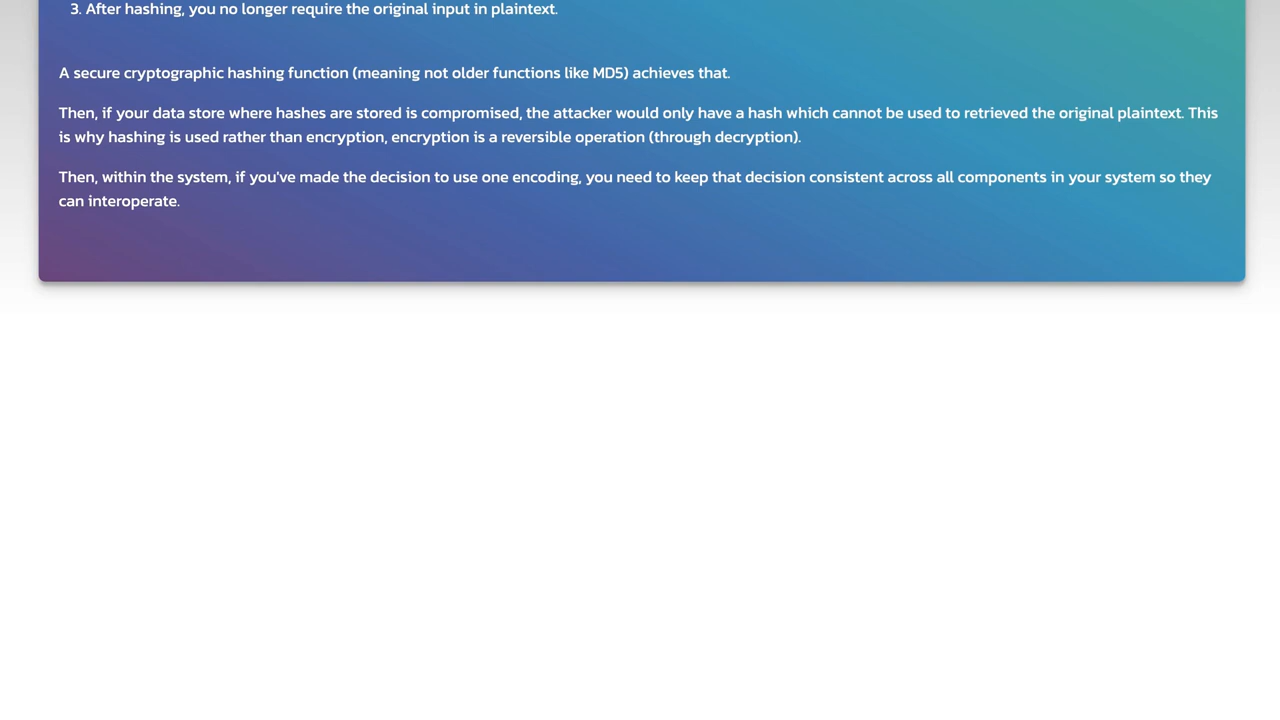 3. After hashing, you no longer require the original input in plaintext.
A secure cryptographic hashing function (meaning not older functions like MD5) achieves that.
Then, if your data store where hashes are stored is compromised, the attacker would only have a hash which cannot be used to retrieved the original plaintext. This
is why hashing is used rather than encryption, encryption is a reversible operation (through decryption).
Then, within the system, if you've made the decision to use one encoding, you need to keep that decision consistent across all components in your system so they
can interoperate.